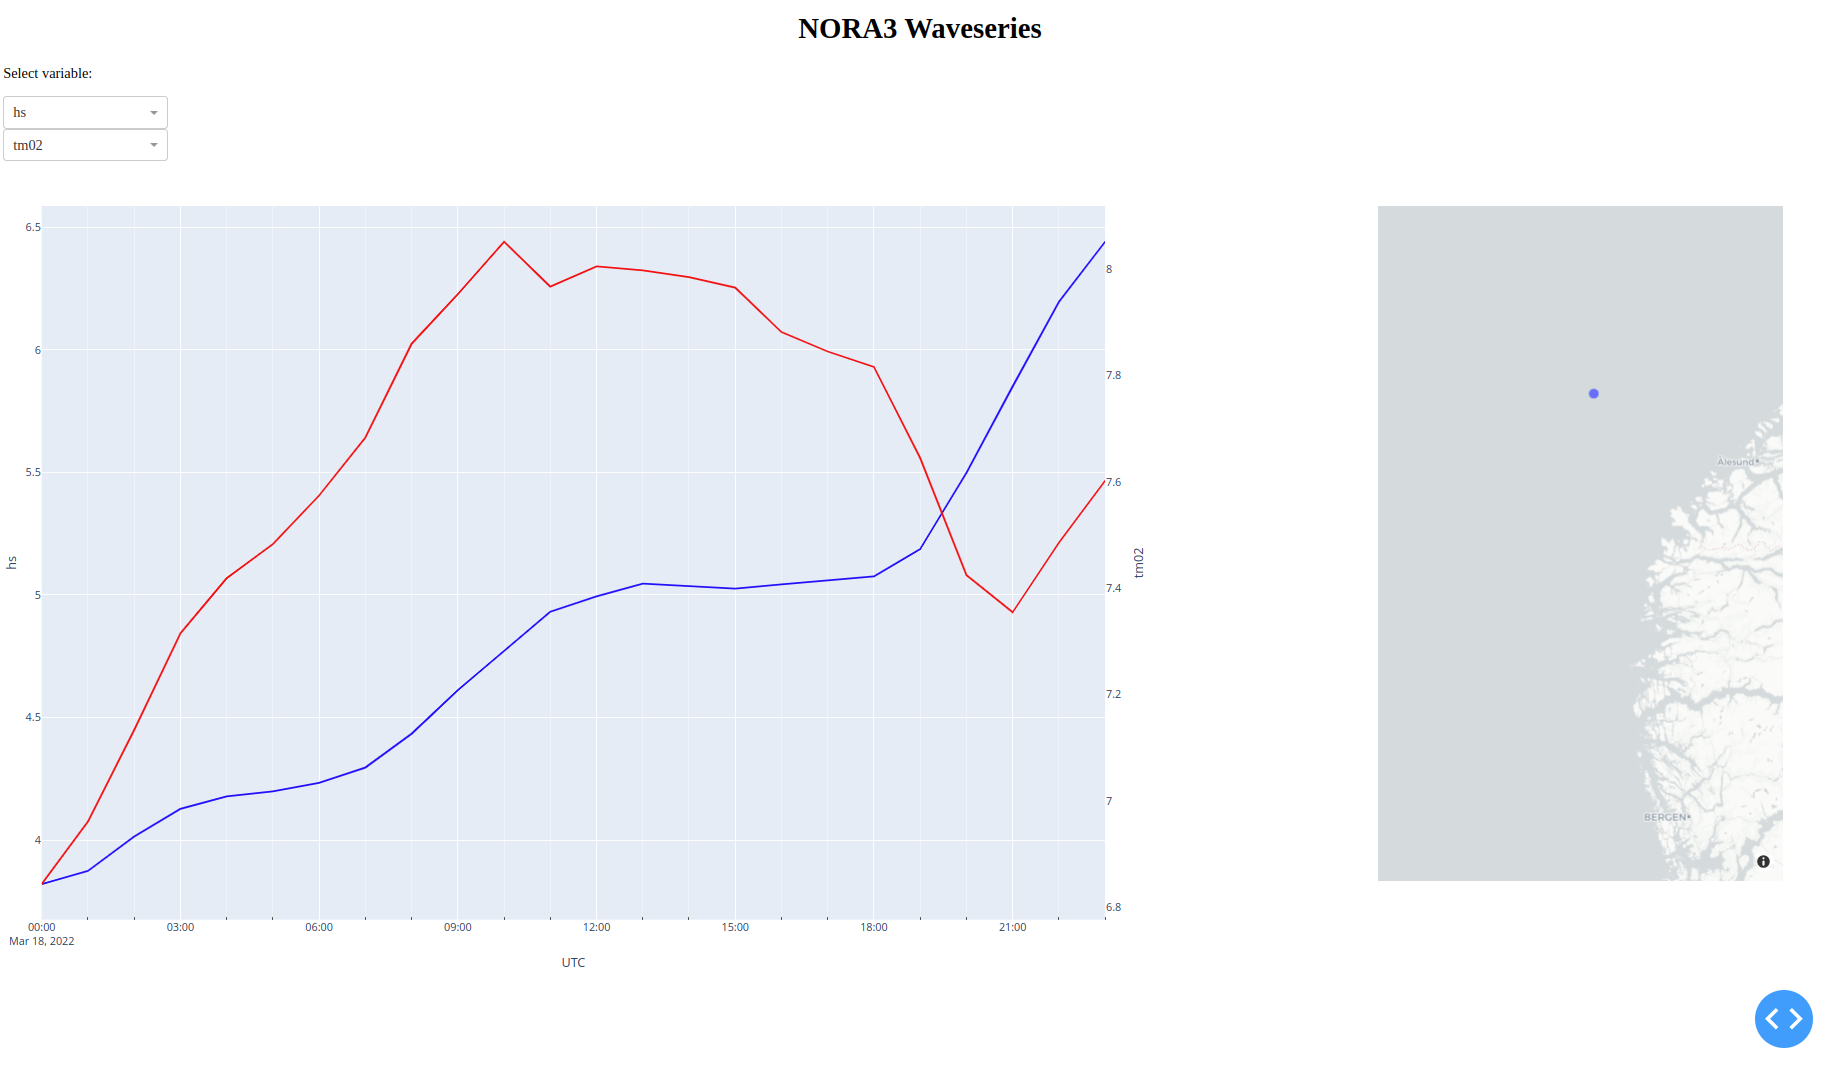 NORA3 Waveseries
Select variable:
hs
tm02
6.5
6
5.5
5
4.5
4
hs
8
7.8
7.6
7.4
7.2
7
6.8
tm02
00:00 03:00 06:00 09:00 12:00 15:00 18:00 21:00
Mar 18, 2022
UTC
Ålesund
BERGEN